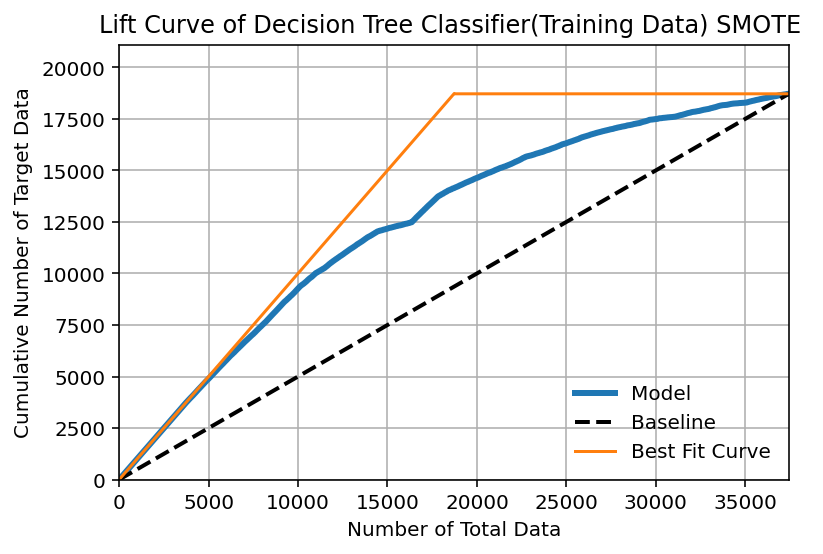 Lift Curve of Decision Tree Classifier(Training Data) SMOTE
Cumulative Number of Target Data
20000
17500
15000
12500
10000
7500
5000
2500
0
Model
Baseline
Best Fit Curve
0 5000 10000 15000 20000 25000 30000 35000
Number of Total Data